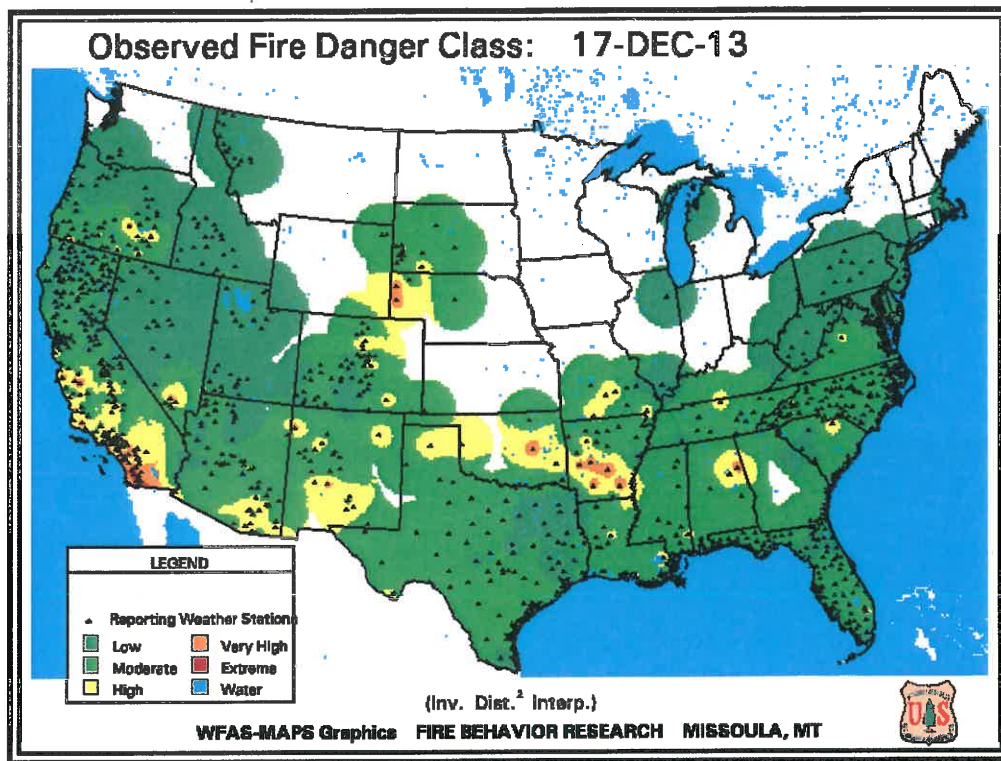 Observed Fire Danger Class: 17-DEC-13
LEGEND
Reporting Weather Stations
Low
Very High
Moderate
Extreme
High
Water
(Inv. Dist.² Interp.)
WFAS-MAPS Graphics FIRE BEHAVIOR RESEARCH MISSOULA, MT
U S